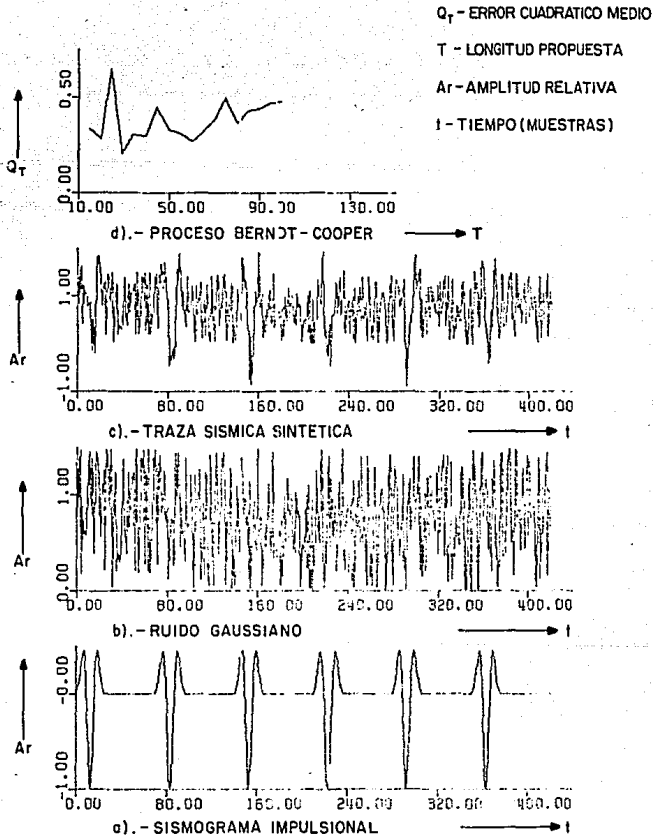 Q_T - ERROR CUADRATICO MEDIO
T - LONGITUD PROPUESTA
Ar - AMPLITUD RELATIVA
t - TIEMPO (MUESTRAS)
0.50
0.00
Q_T
10.00 50.00 90.00 130.00
d).- PROCESO BERNDT-COOPER T
1.00
-1.00
Ar
0.00 80.00 160.00 240.00 320.00 400.00
c).- TRAZA SISMICA SINTETICA t
1.00
0.00
Ar
0.00 80.00 160.00 240.00 320.00 400.00
b).- RUIDO GAUSSIANO t
-0.00
-1.00
Ar
0.00 80.00 160.00 240.00 320.00 400.00
a).- SISMOGRAMA IMPULSIONAL t